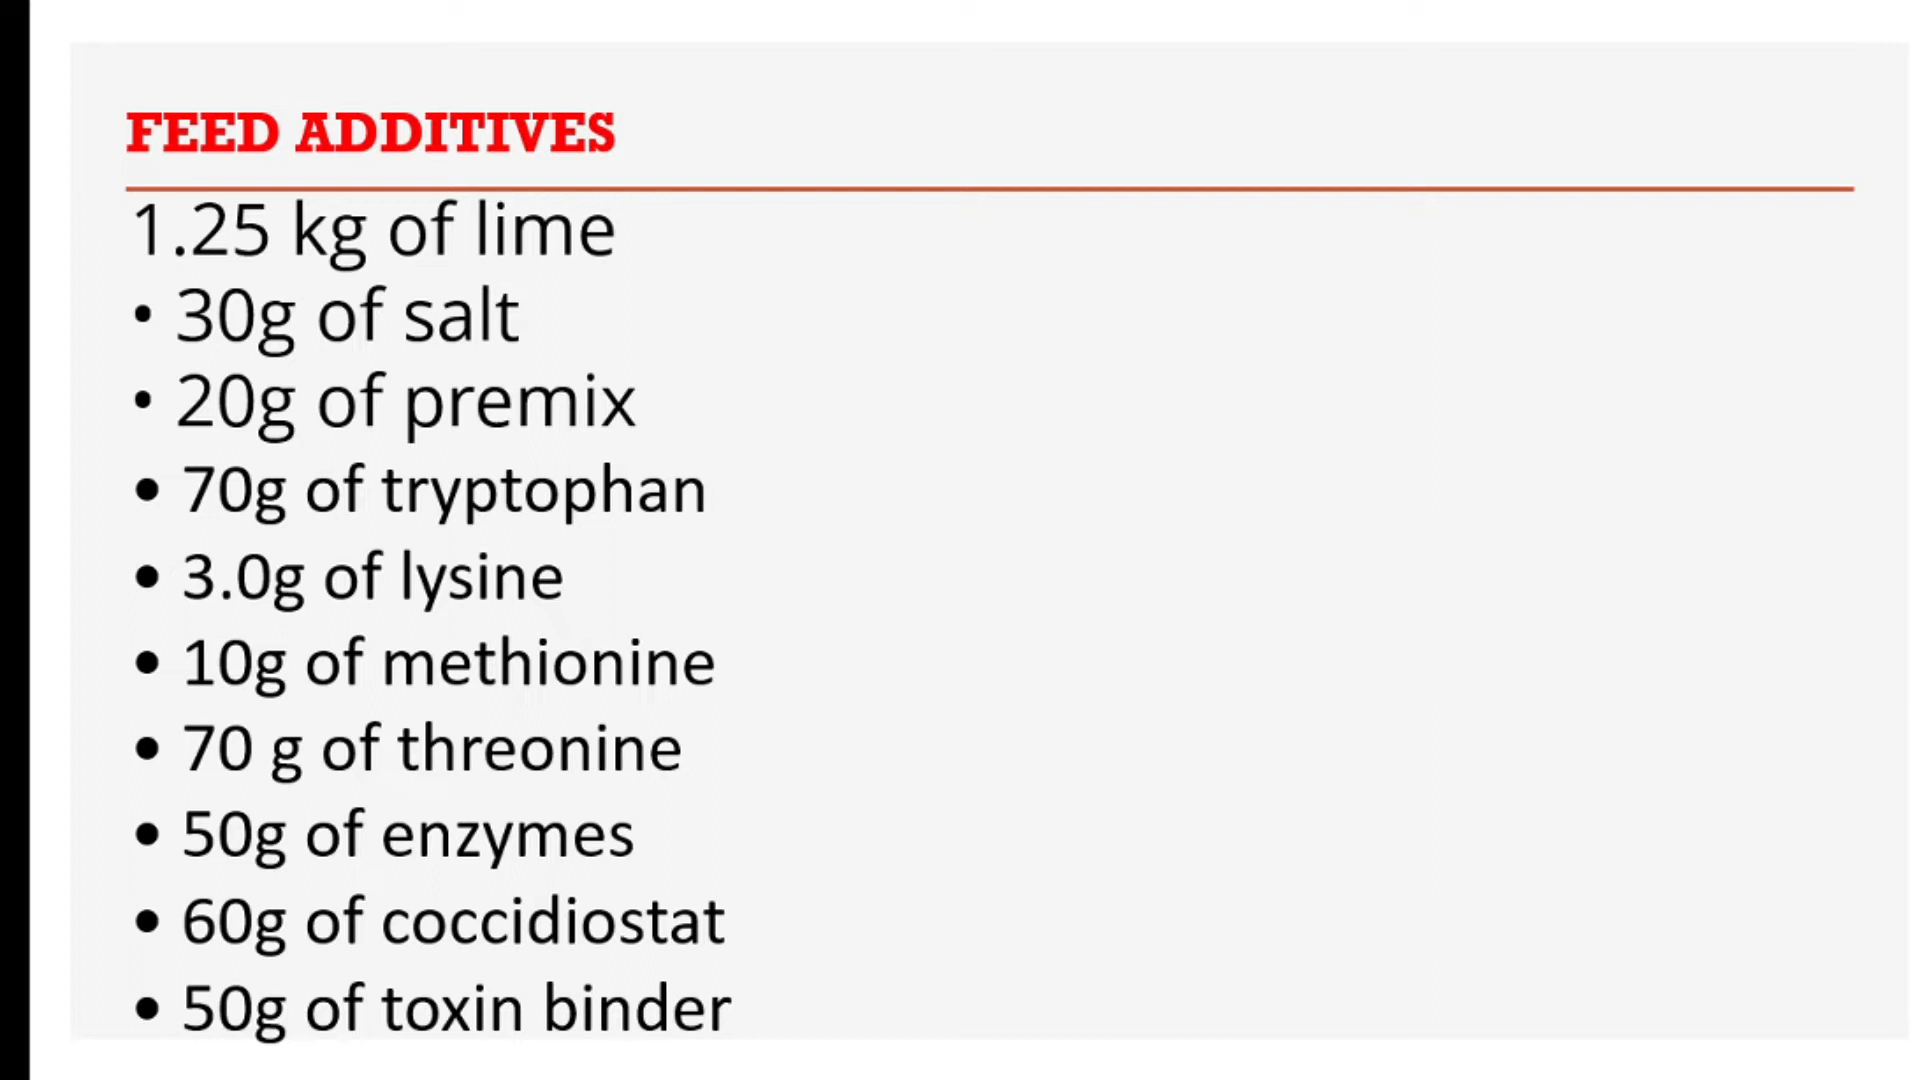 FEED ADDITIVES
1.25 kg of lime
• 30g of salt
• 20g of premix
• 70g of tryptophan
• 3.0g of lysine
• 10g of methionine
• 70 g of threonine
• 50g of enzymes
• 60g of coccidiostat
• 50g of toxin binder